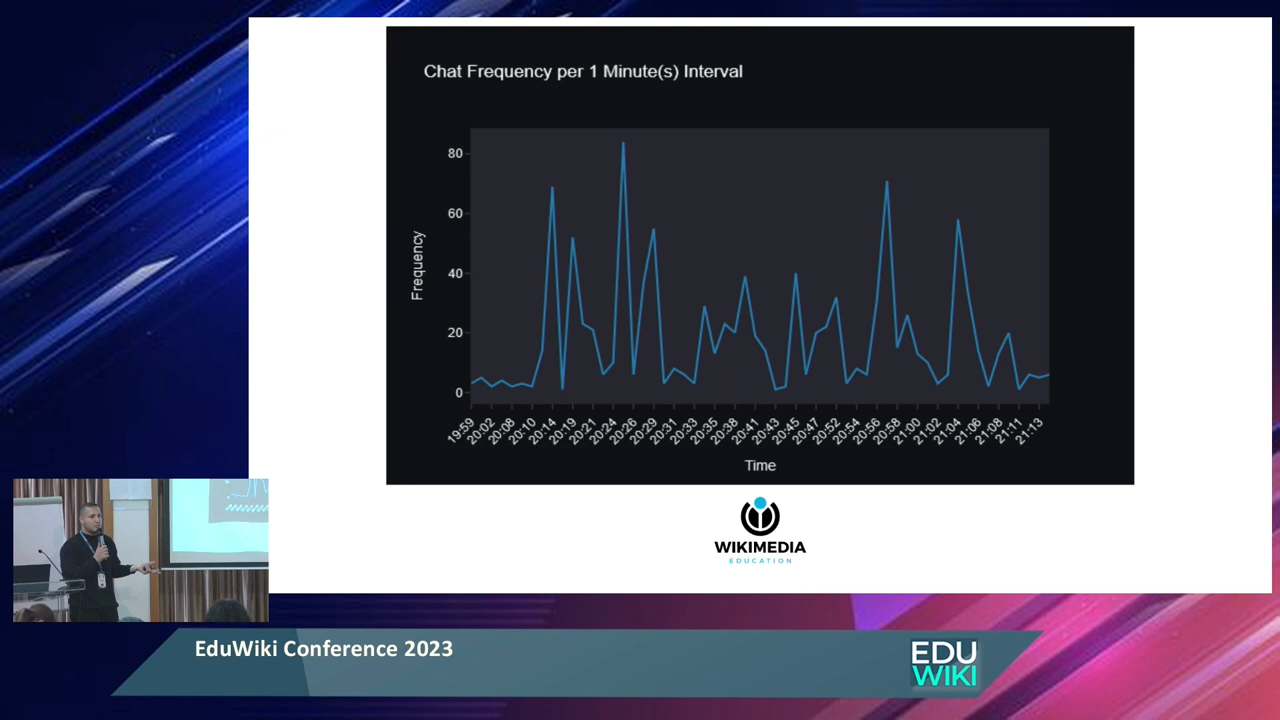 Chat Frequency per 1 Minute(s) Interval
80
60
40
20
0
Frequency
19:59 20:02 20:08 20:10 20:14 20:19 20:21 20:24 20:26 20:29 20:31 20:33 20:35 20:38 20:41 20:43 20:45 20:47 20:52 20:54 20:56 20:58 21:00 21:02 21:04 21:06 21:08 21:11 21:13
Time
WIKIMEDIA
EDUCATION
EduWiki Conference 2023
EDU
WIKI